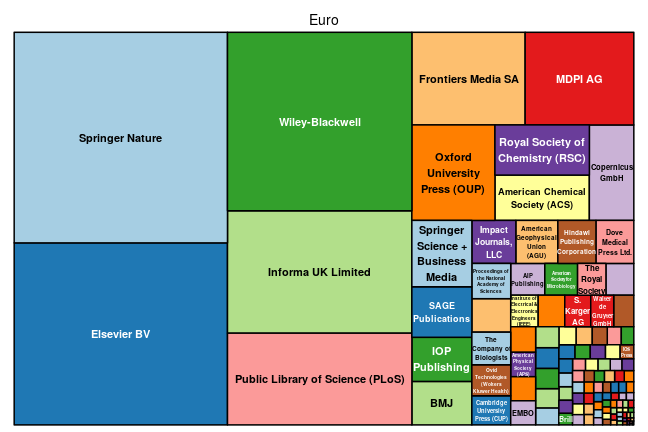 Euro
Springer Nature
Elsevier BV
Wiley-Blackwell
Informa UK Limited
Public Library of Science (PLoS)
Frontiers Media SA
MDPI AG
Oxford
University
Press (OUP)
Royal Society of
Chemistry (RSC)
American Chemical
Society (ACS)
Copernicus
GmbH
Springer
Science +
Business
Media
SAGE
Publications
IOP
Publishing
BMJ
Impact
Journals,
LLC
American
Geophysical
Union
(AGU)
Hindawi
Publishing
Corporation
Dove
Medical
Press Ltd.
Proceedings of
the National
Academy of
Sciences
AIP
Publishing
American
Society for
Microbiology
The
Royal
Society
Institute of
Electrical &
Electronics
Engineers
(IEEE)
S.
Karger
AG
Walter
de
Gruyter
GmbH
The
Company of
Biologists
American
Physical
Society
(APS)
Ovid
Technologies
(Wolters
Kluwer Health)
Cambridge
University
Press (CUP)
EMBO
IOS
Press
Brill